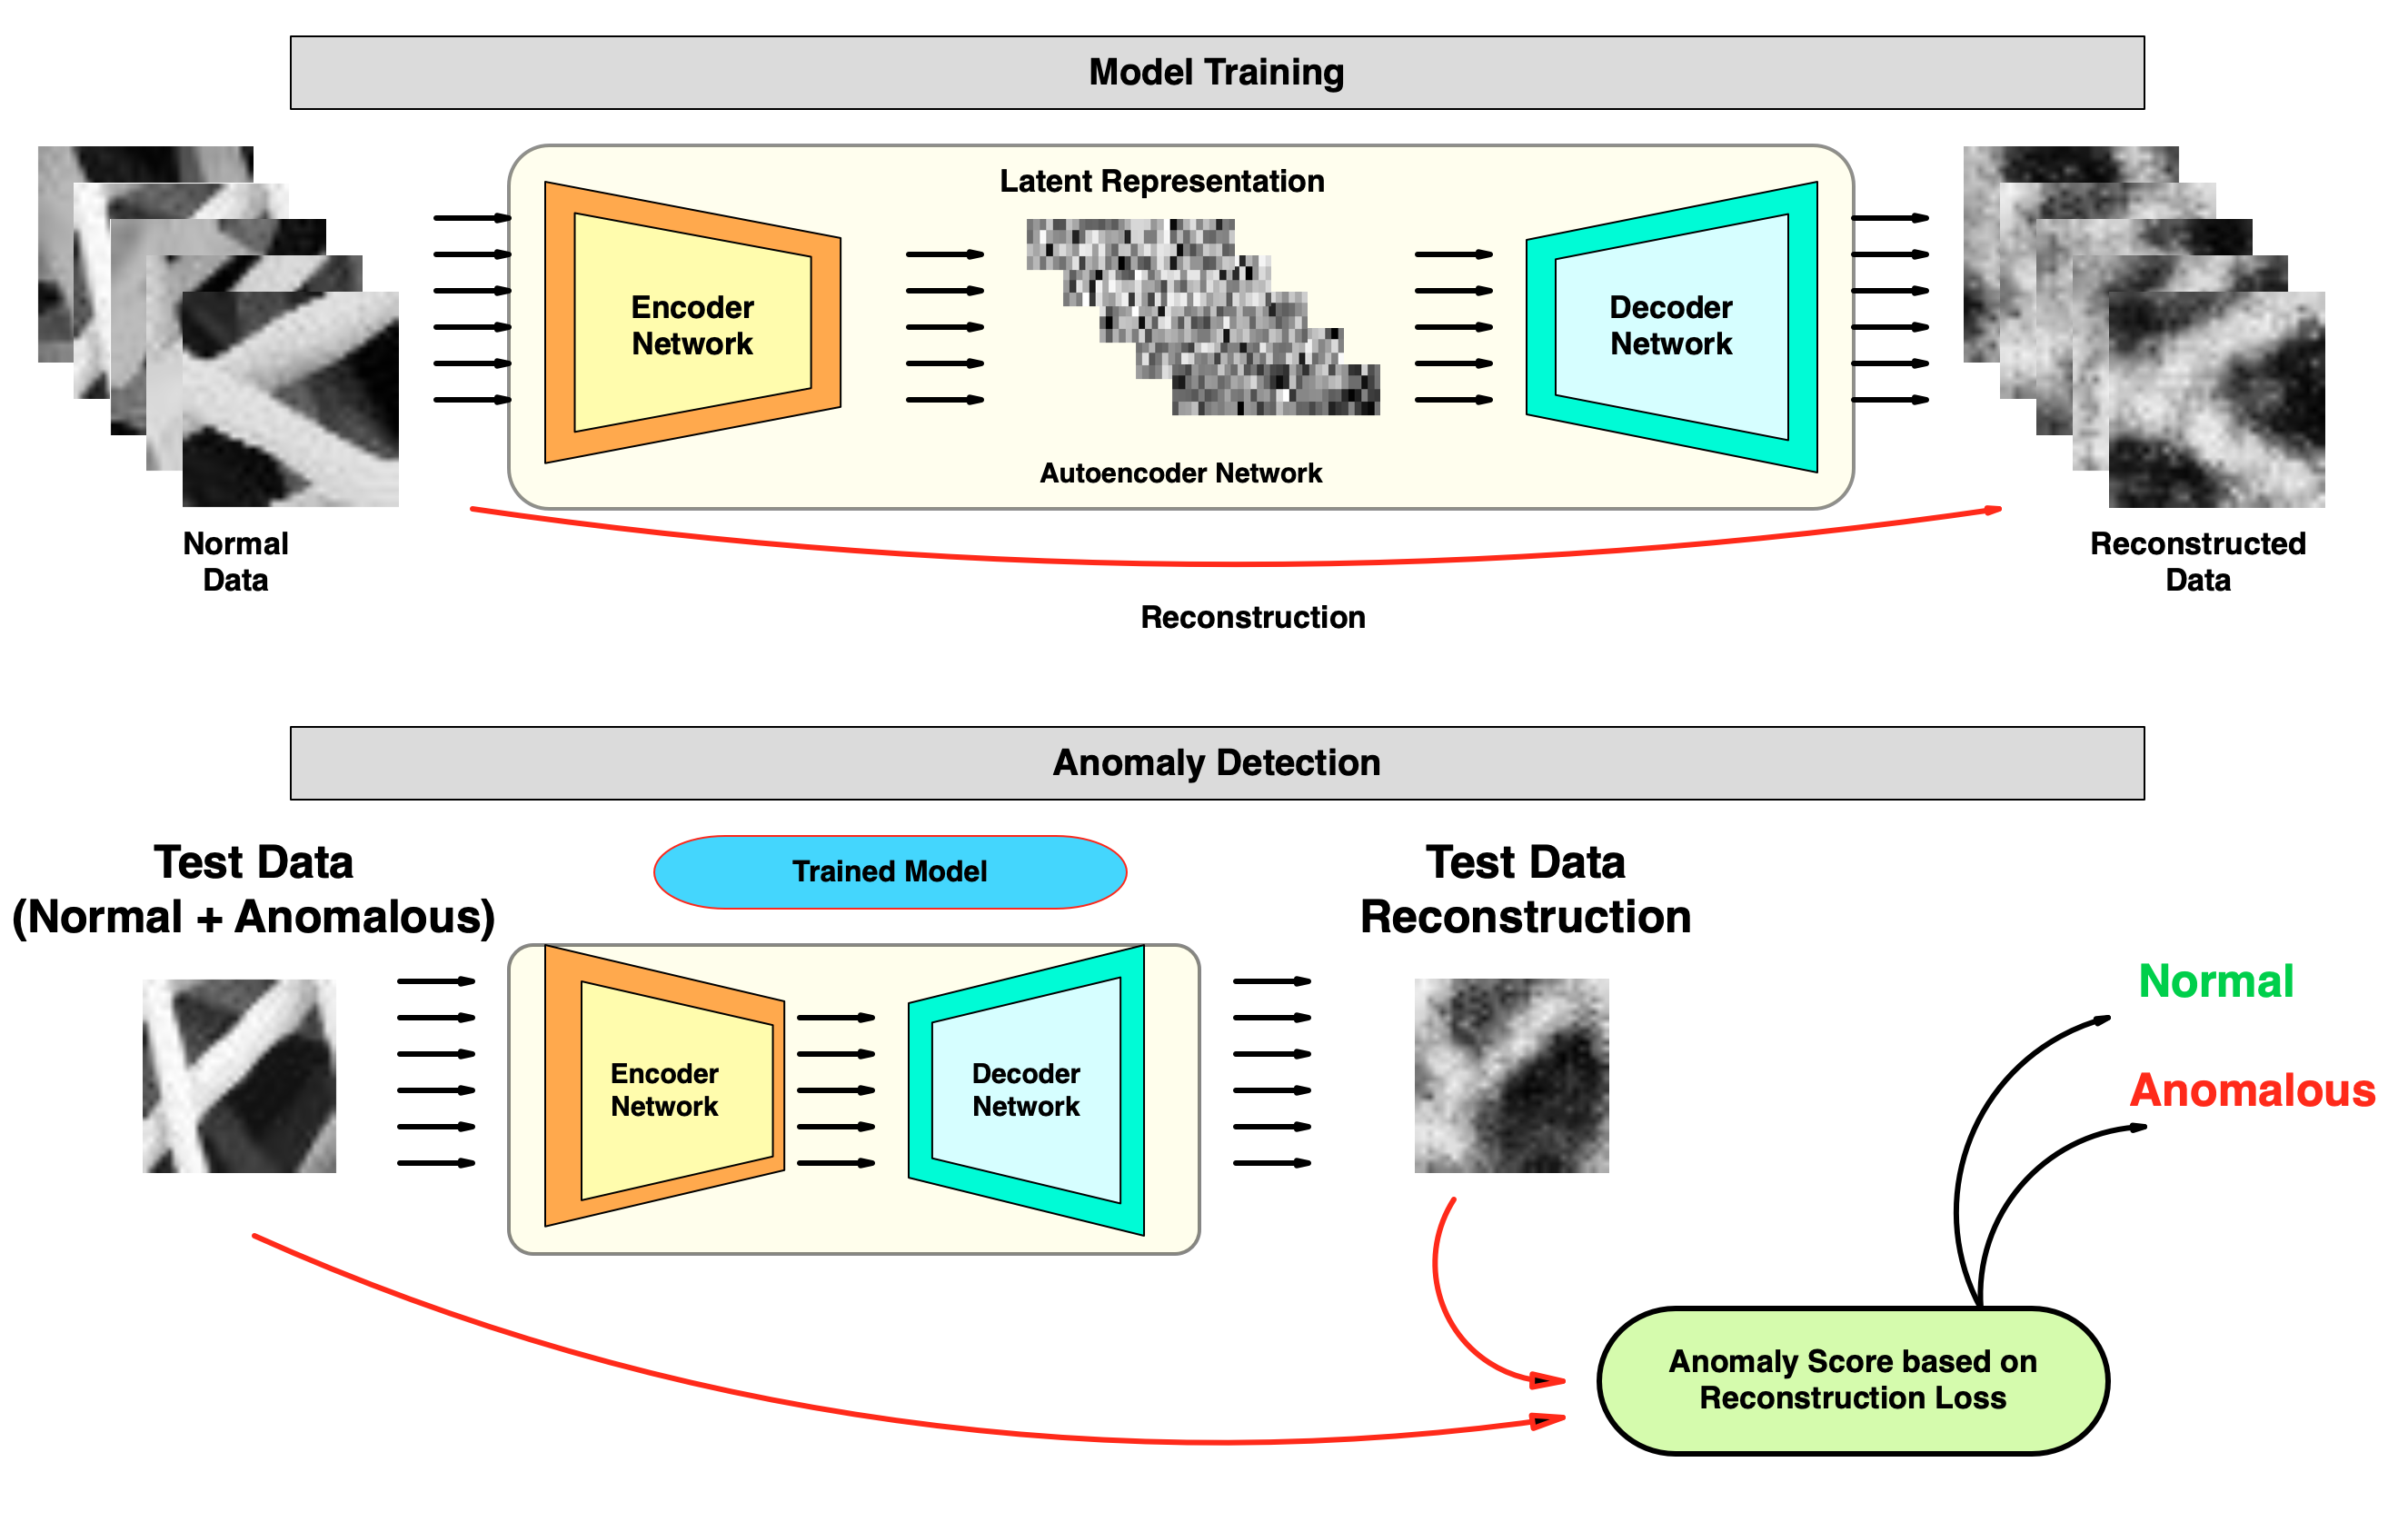 Model Training
Latent Representation
Encoder
Network
Decoder
Network
Autoencoder Network
Normal
Data
Reconstructed
Data
Reconstruction
Anomaly Detection
Test Data
(Normal + Anomalous)
Trained Model
Test Data
Reconstruction
Encoder
Network
Decoder
Network
Normal
Anomalous
Anomaly Score based on
Reconstruction Loss